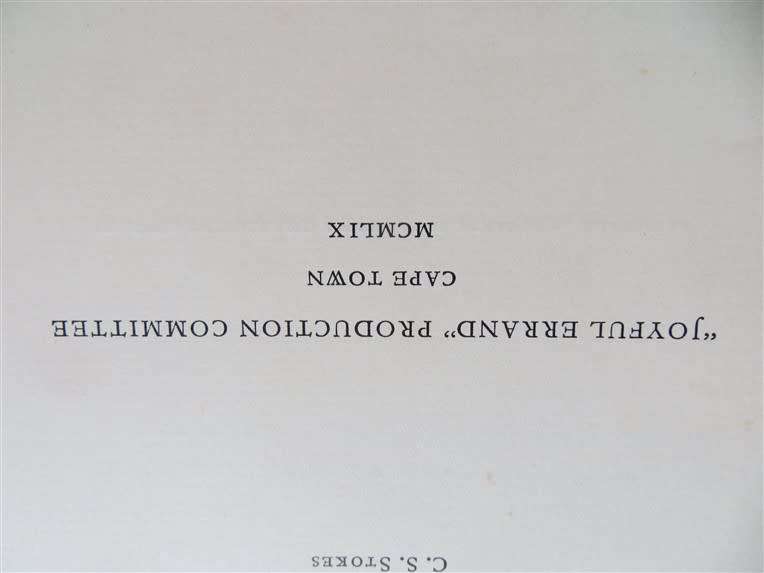 C. S. STOKES
"JOYFUL ERRAND" PRODUCTION COMMITTEE
CAPE TOWN
MCMLIX